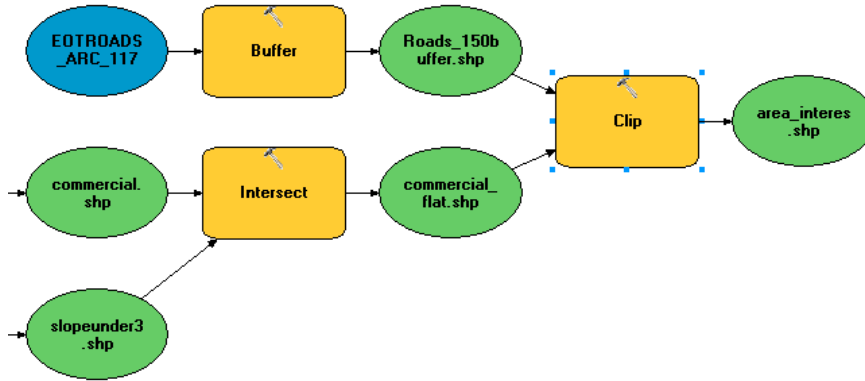 EOTROADS
_ARC_117
Buffer
Roads_150b
uffer.shp
Clip
area_interes
.shp
commercial.
shp
Intersect
commercial_
flat.shp
slopeunder3
.shp